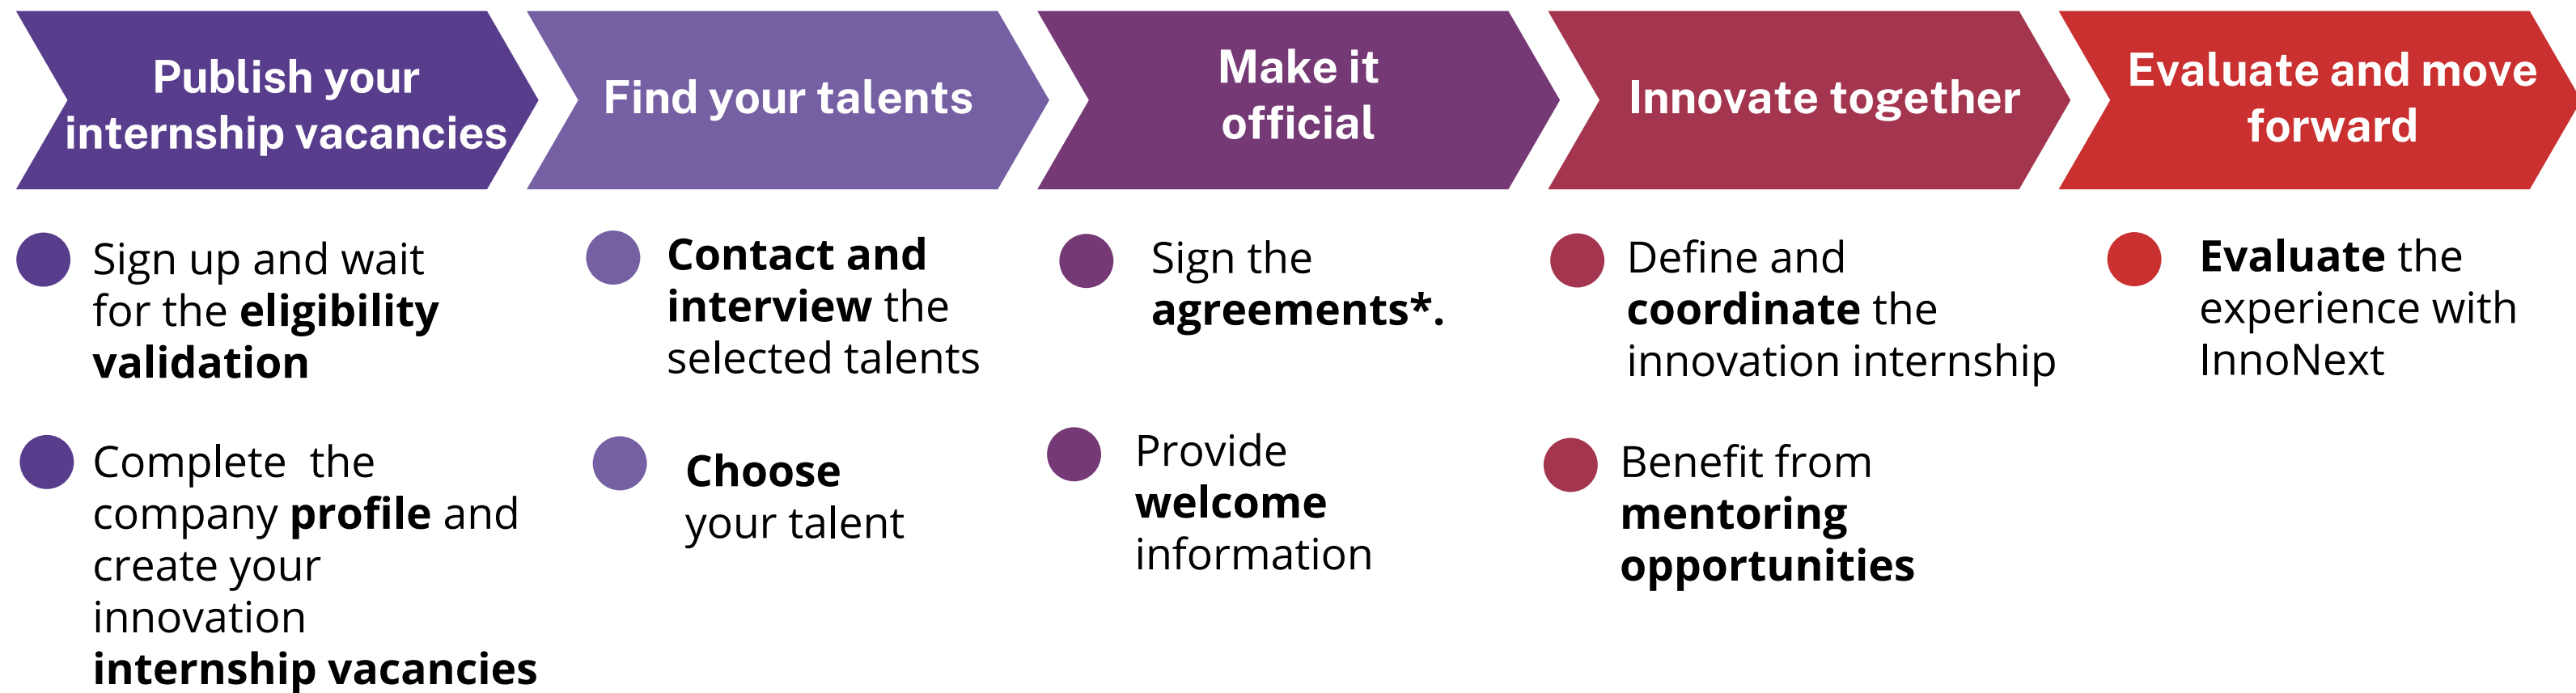 Publish your
internship vacancies
Find your talents
Make it
official
Innovate together
Evaluate and move
forward
Sign up and wait
for the eligibility
validation
Complete the
company profile and
create your
innovation
internship vacancies
Contact and
interview the
selected talents
Choose
your talent
Sign the
agreements*.
Provide
welcome
information
Define and
coordinate the
innovation internship
Benefit from
mentoring
opportunities
Evaluate the
experience with
InnoNext